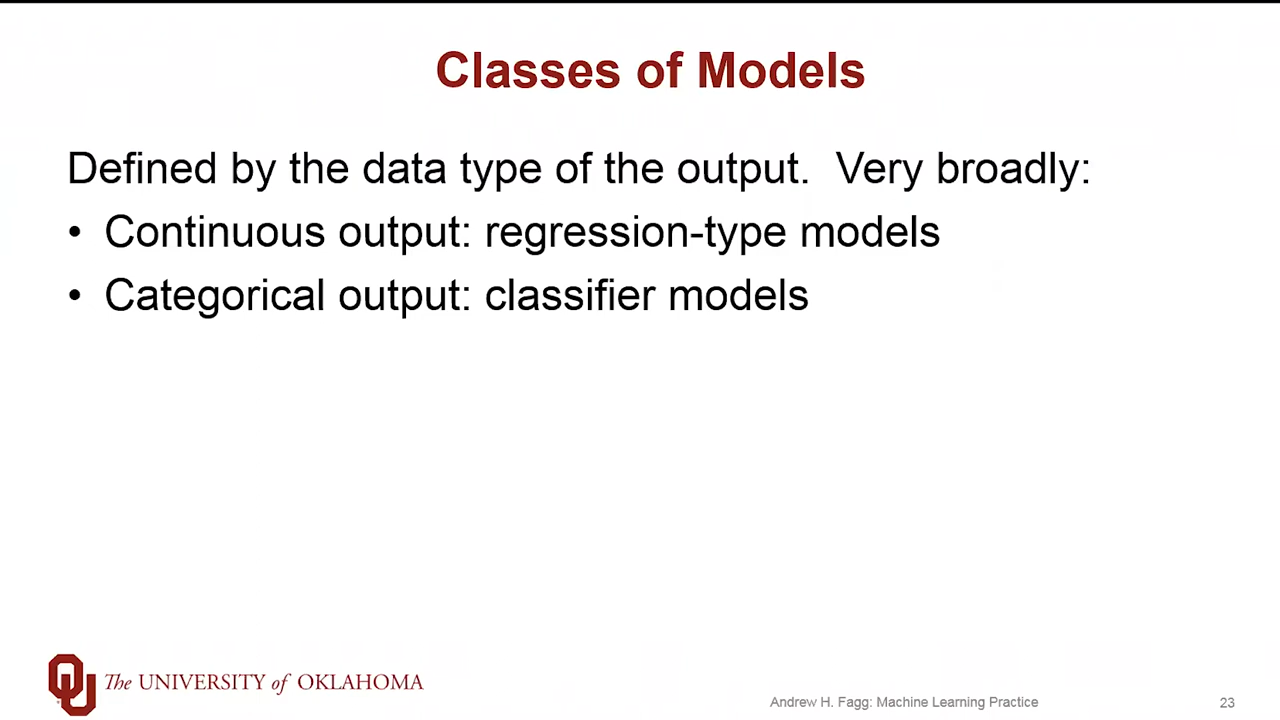 Classes of Models
Defined by the data type of the output.  Very broadly:
• Continuous output: regression-type models
• Categorical output: classifier models
The UNIVERSITY of OKLAHOMA
Andrew H. Fagg: Machine Learning Practice
23